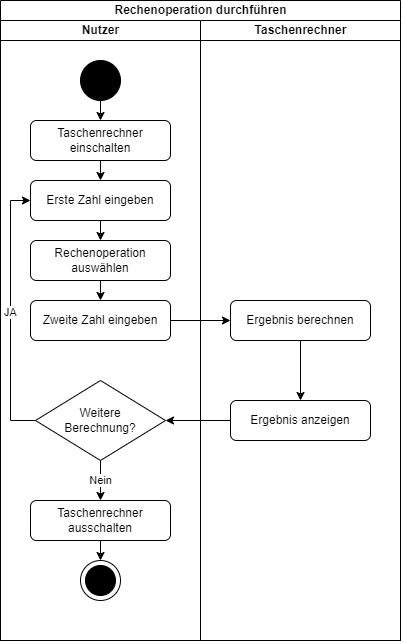 Rechenoperation durchführen
Nutzer
Taschenrechner
Taschenrechner
einschalten
Erste Zahl eingeben
Rechenoperation
auswählen
JA
Zweite Zahl eingeben
Ergebnis berechnen
Weitere
Berechnung?
Ergebnis anzeigen
Nein
Taschenrechner
ausschalten